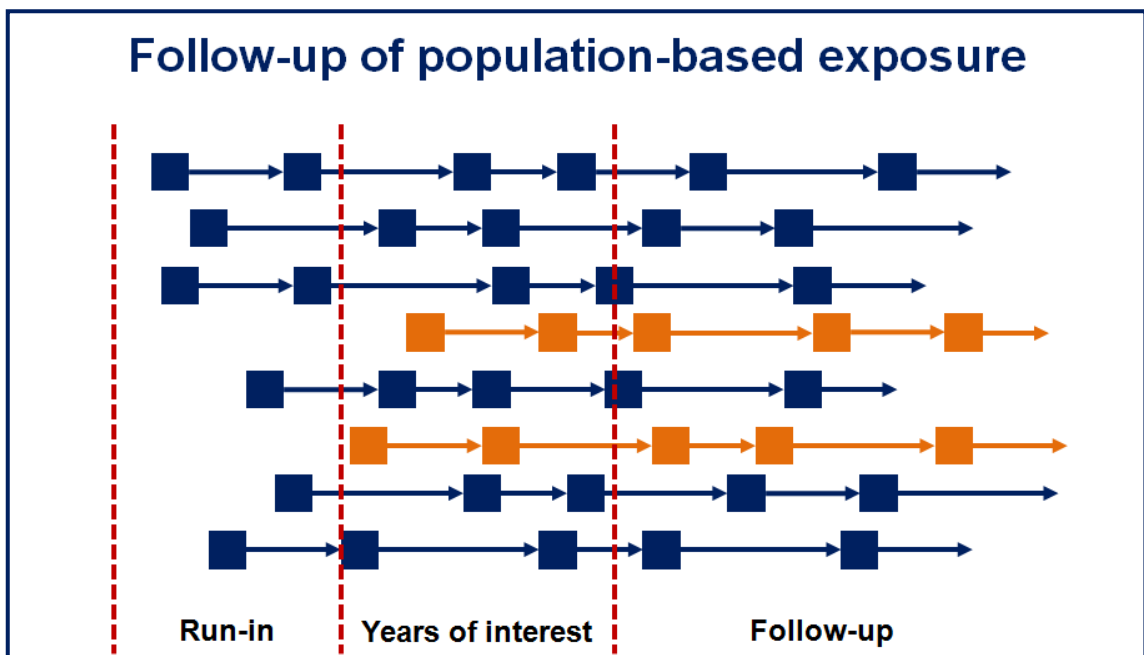 Follow-up of population-based exposure
Run-in
Years of interest
Follow-up